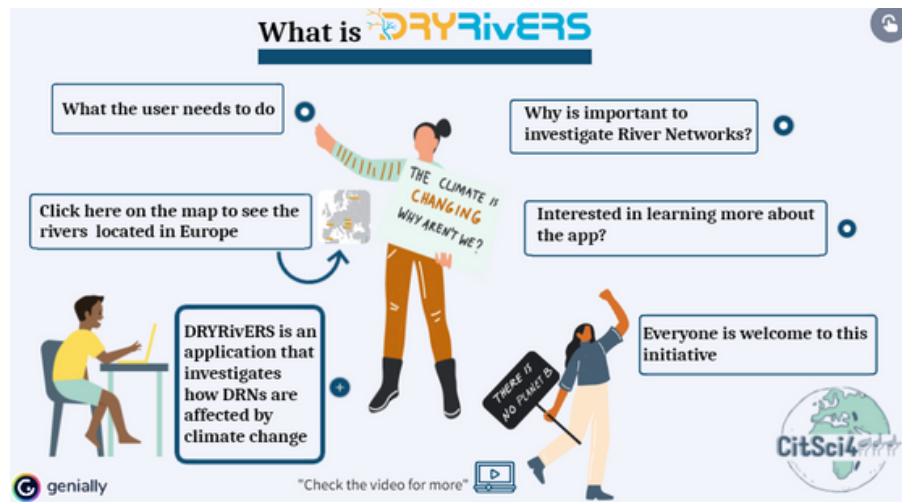 What is DRYRivERS
What the user needs to do
Why is important to
investigate River Networks?
THE CLIMATE IS
CHANGING
WHY AREN'T WE?
Click here on the map to see the
rivers located in Europe
Interested in learning more about
the app?
DRYRivERS is an
application that
investigates
how DRNs are
affected by
climate change
Everyone is welcome to this
initiative
THERE IS
NO PLANET B
CitSci4
genially
"Check the video for more"